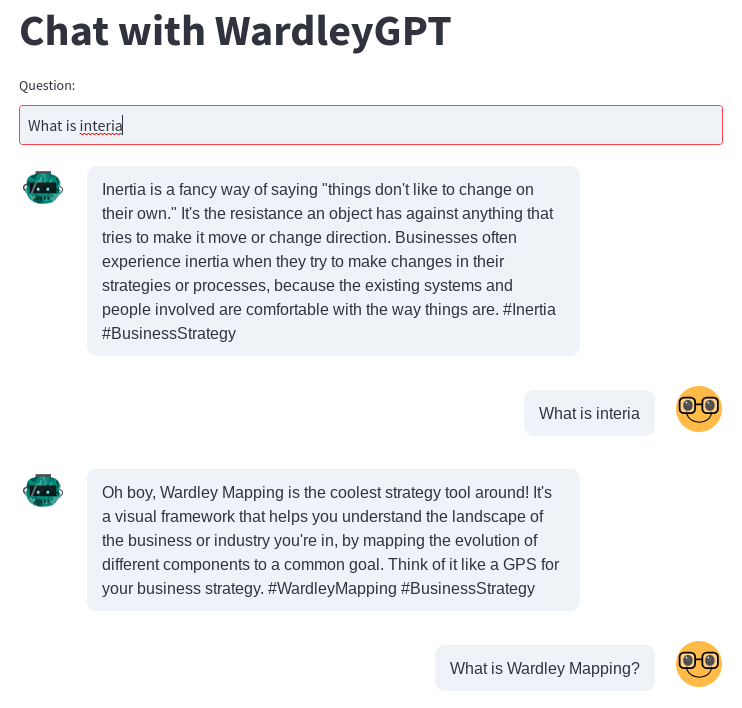 Chat with WardleyGPT
Question:
What is interia
Inertia is a fancy way of saying "things don't like to change on
their own." It's the resistance an object has against anything that
tries to make it move or change direction. Businesses often
experience inertia when they try to make changes in their
strategies or processes, because the existing systems and
people involved are comfortable with the way things are. #Inertia
#BusinessStrategy
What is interia
Oh boy, Wardley Mapping is the coolest strategy tool around! It's
a visual framework that helps you understand the landscape of
the business or industry you're in, by mapping the evolution of
different components to a common goal. Think of it like a GPS for
your business strategy. #WardleyMapping #BusinessStrategy
What is Wardley Mapping?